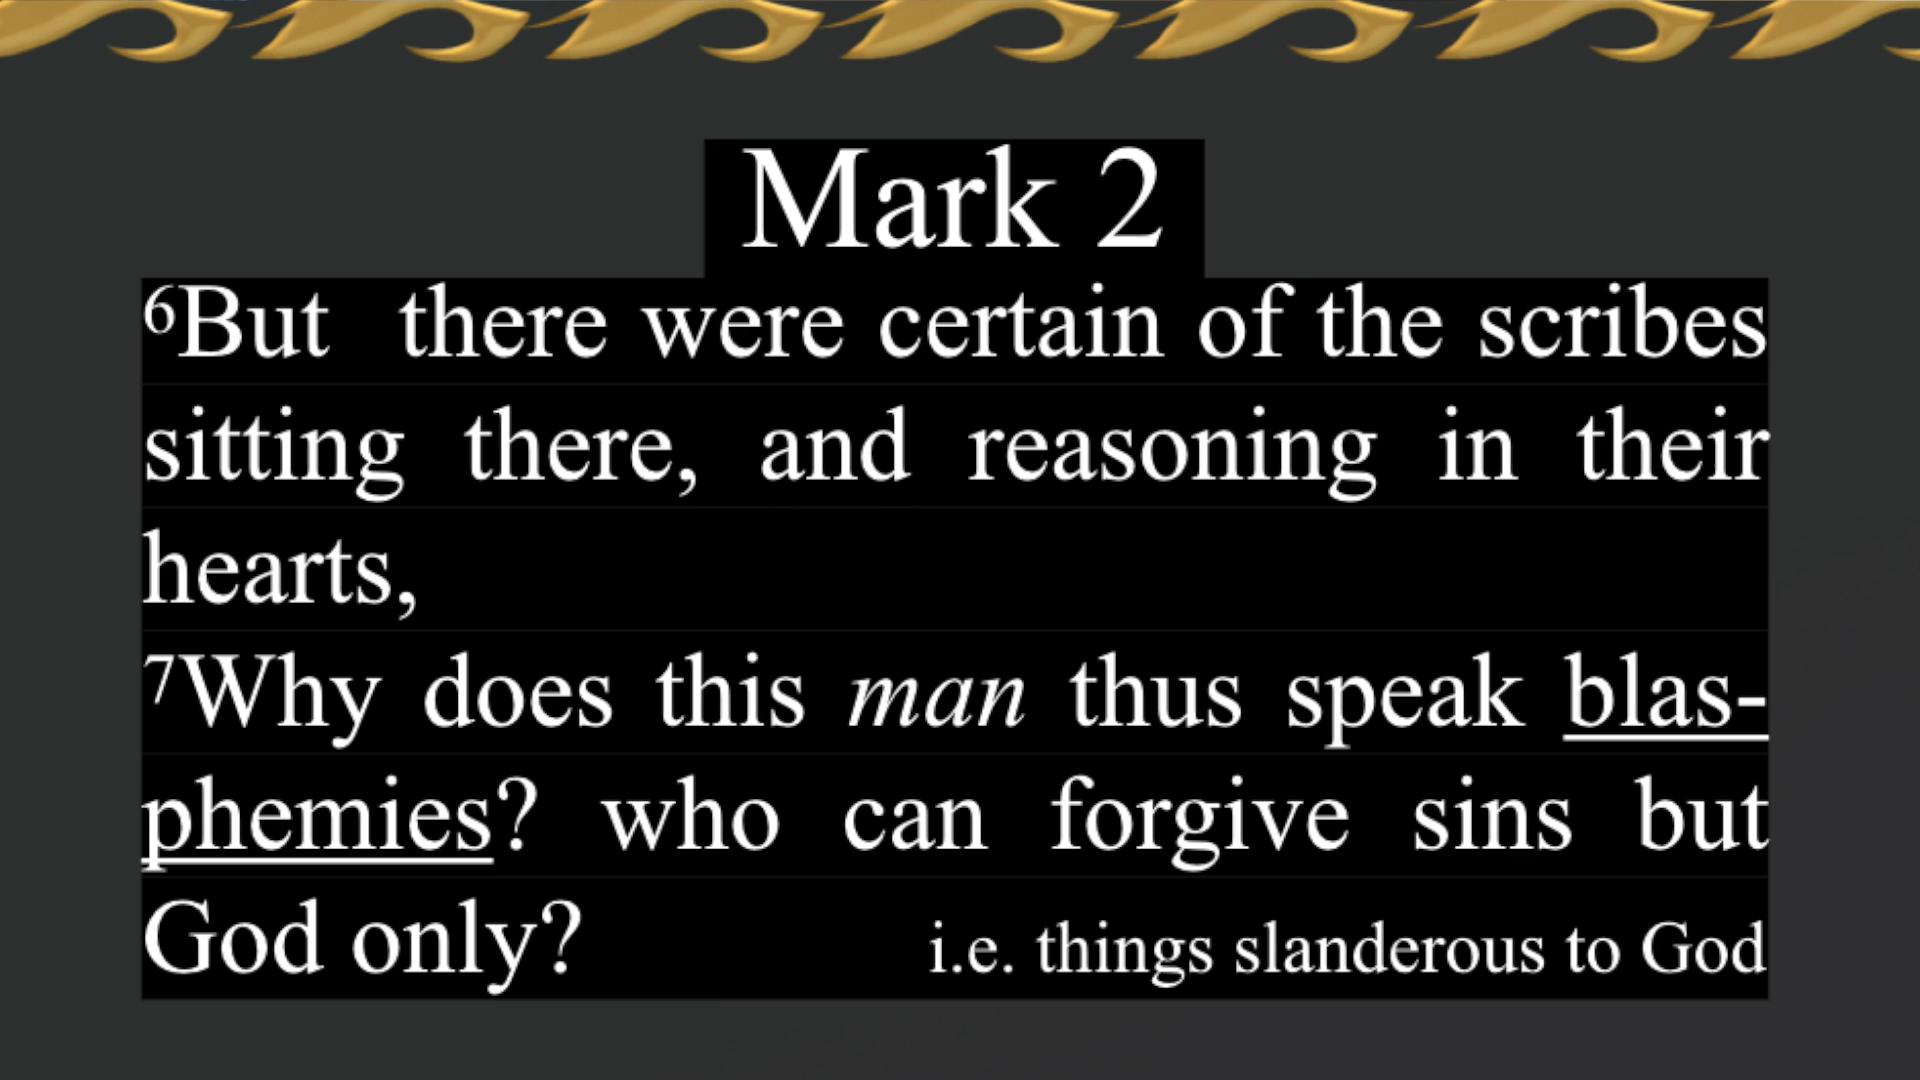 Mark 2
⁶But there were certain of the scribes
sitting there, and reasoning in their
hearts,
⁷Why does this man thus speak blas-
phemies? who can forgive sins but
God only? i.e. things slanderous to God